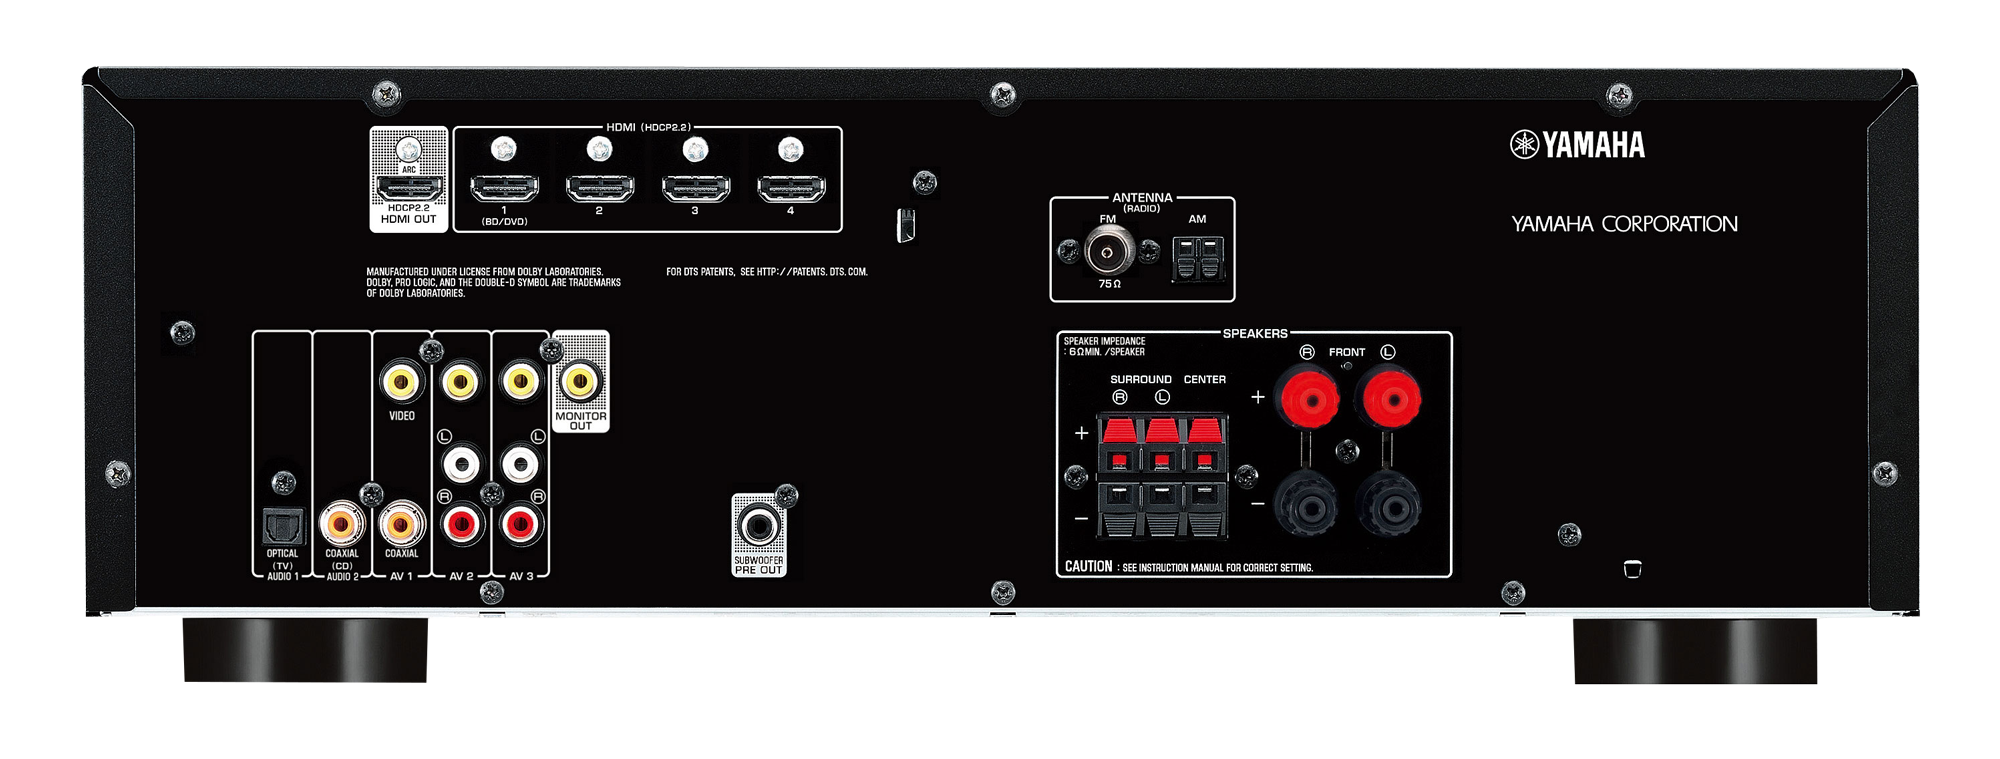 HDMI (HDCP2.2)
ARC
HDCP2.2
HDMI OUT
1
(BD/DVD)
2
3
4
YAMAHA
YAMAHA CORPORATION
ANTENNA
(RADIO)
FM
AM
75Ω
MANUFACTURED UNDER LICENSE FROM DOLBY LABORATORIES.
DOLBY, PRO LOGIC, AND THE DOUBLE-D SYMBOL ARE TRADEMARKS
OF DOLBY LABORATORIES.
FOR DTS PATENTS, SEE HTTP://PATENTS. DTS. COM.
VIDEO
MONITOR
OUT
L
L
R
R
OPTICAL
(TV)
AUDIO 1
COAXIAL
(CD)
AUDIO 2
COAXIAL
AV 1
AV 2
AV 3
SUBWOOFER
PRE OUT
SPEAKERS
SPEAKER IMPEDANCE
: 6ΩMIN. /SPEAKER
R FRONT L
SURROUND CENTER
R L
+
+
−
−
CAUTION : SEE INSTRUCTION MANUAL FOR CORRECT SETTING.